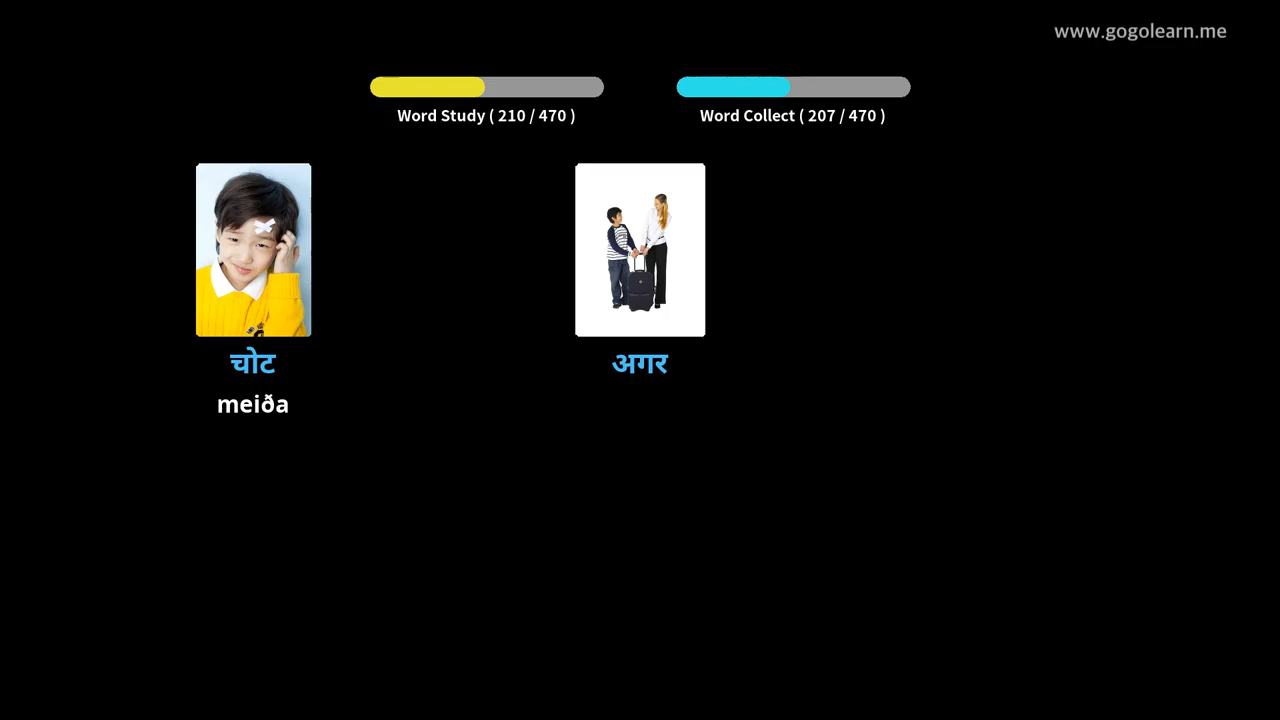 www.gogolearn.me
Word Study ( 210 / 470 )
Word Collect ( 207 / 470 )
चोट
अगर
meiða